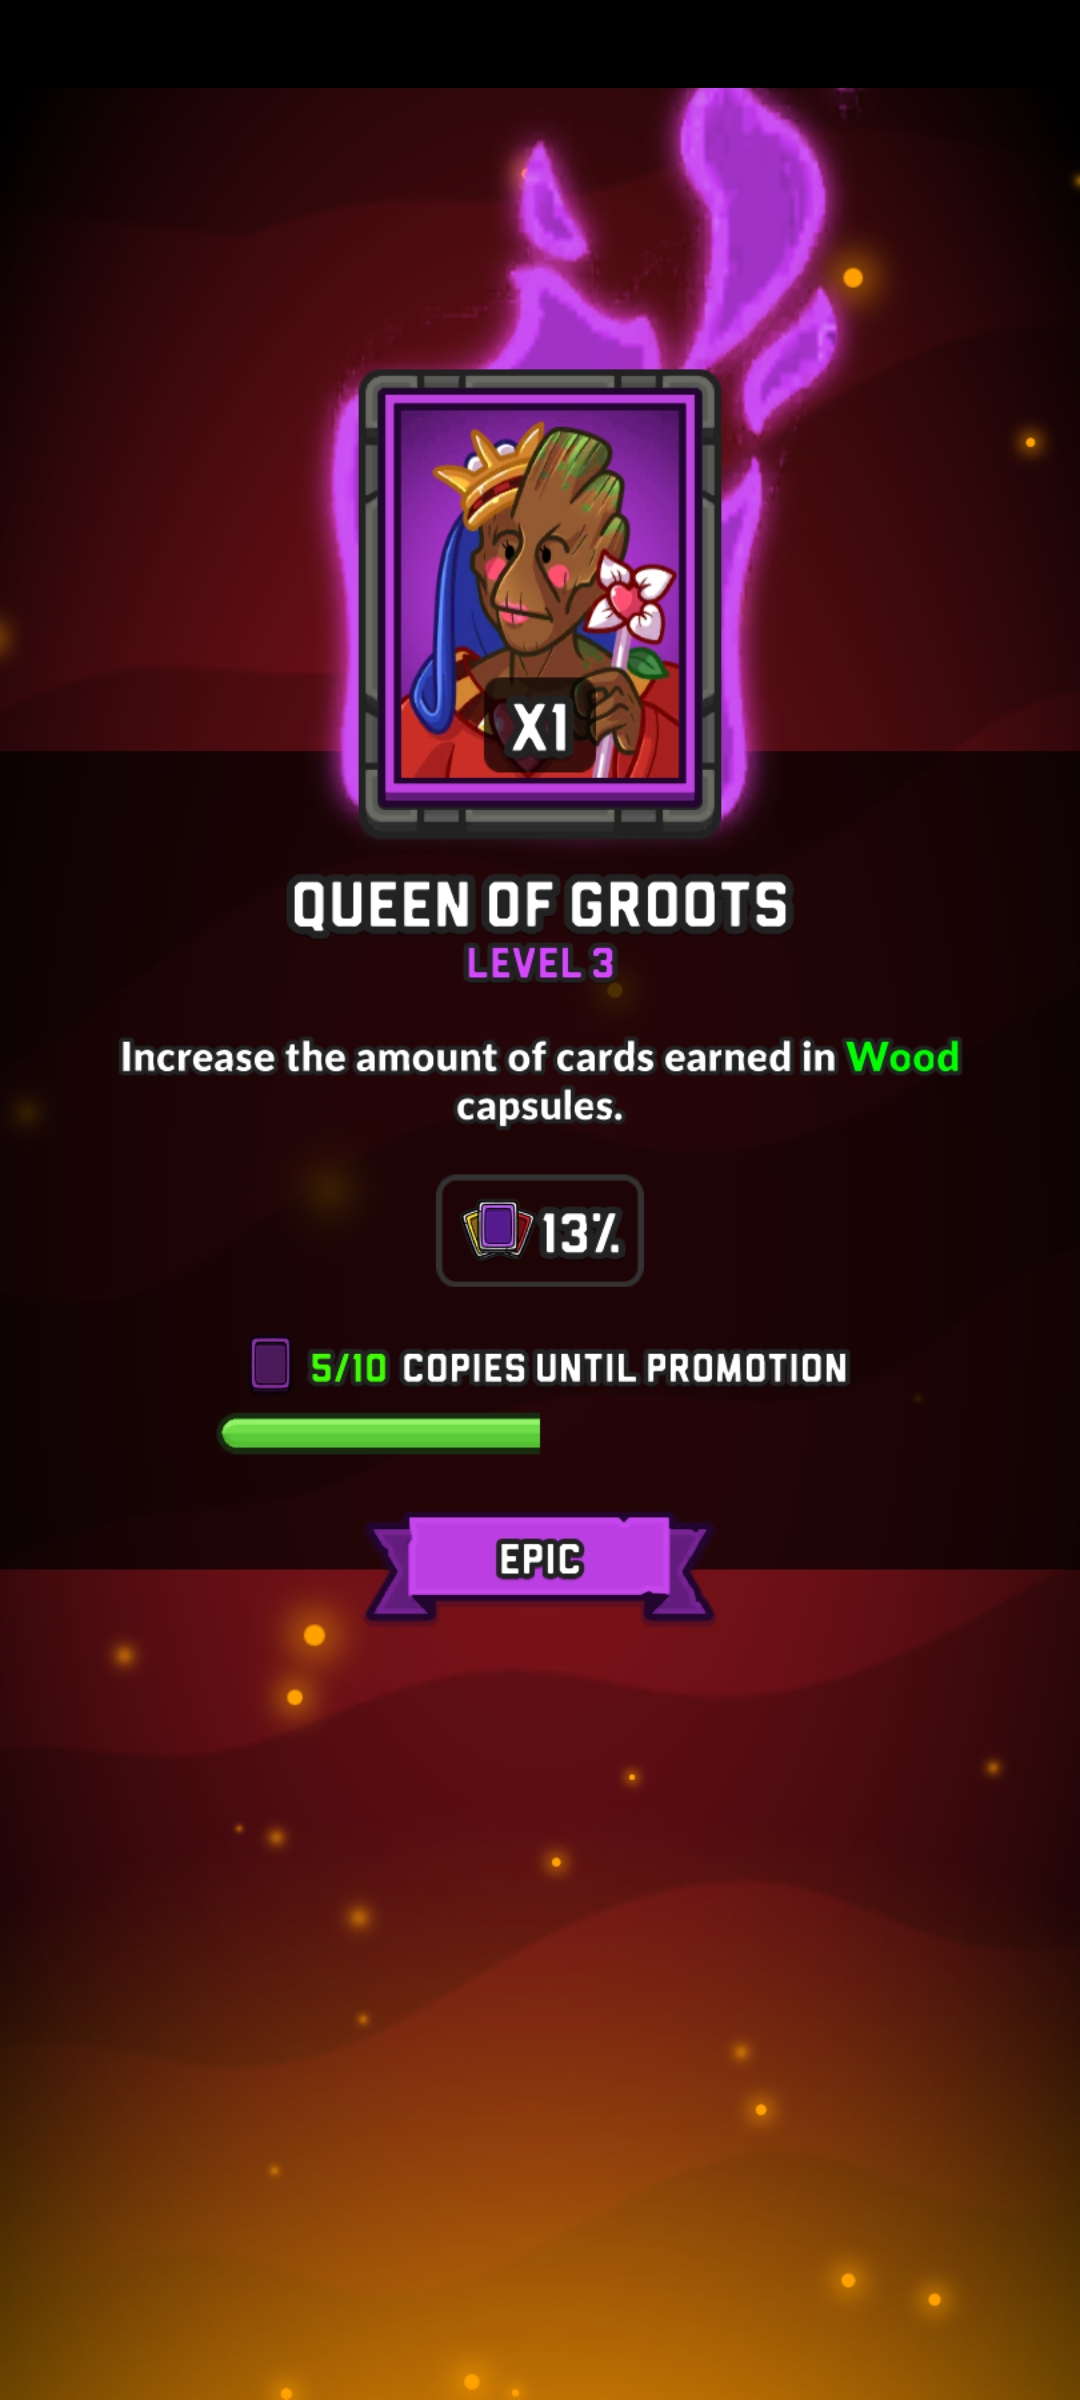 X1
QUEEN OF GROOTS
LEVEL 3
Increase the amount of cards earned in Wood
capsules.
13%
5/10 COPIES UNTIL PROMOTION
EPIC